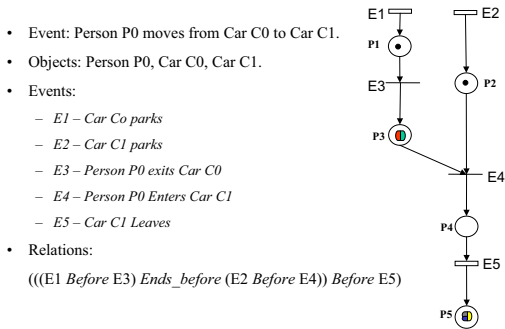 • Event: Person P0 moves from Car C0 to Car C1.
• Objects: Person P0, Car C0, Car C1.
• Events:
– E1 – Car Co parks
– E2 – Car C1 parks
– E3 – Person P0 exits Car C0
– E4 – Person P0 Enters Car C1
– E5 – Car C1 Leaves
• Relations:
(((E1 Before E3) Ends_before (E2 Before E4)) Before E5)
E1
E2
P1
E3
P2
P3
E4
P4
E5
P5